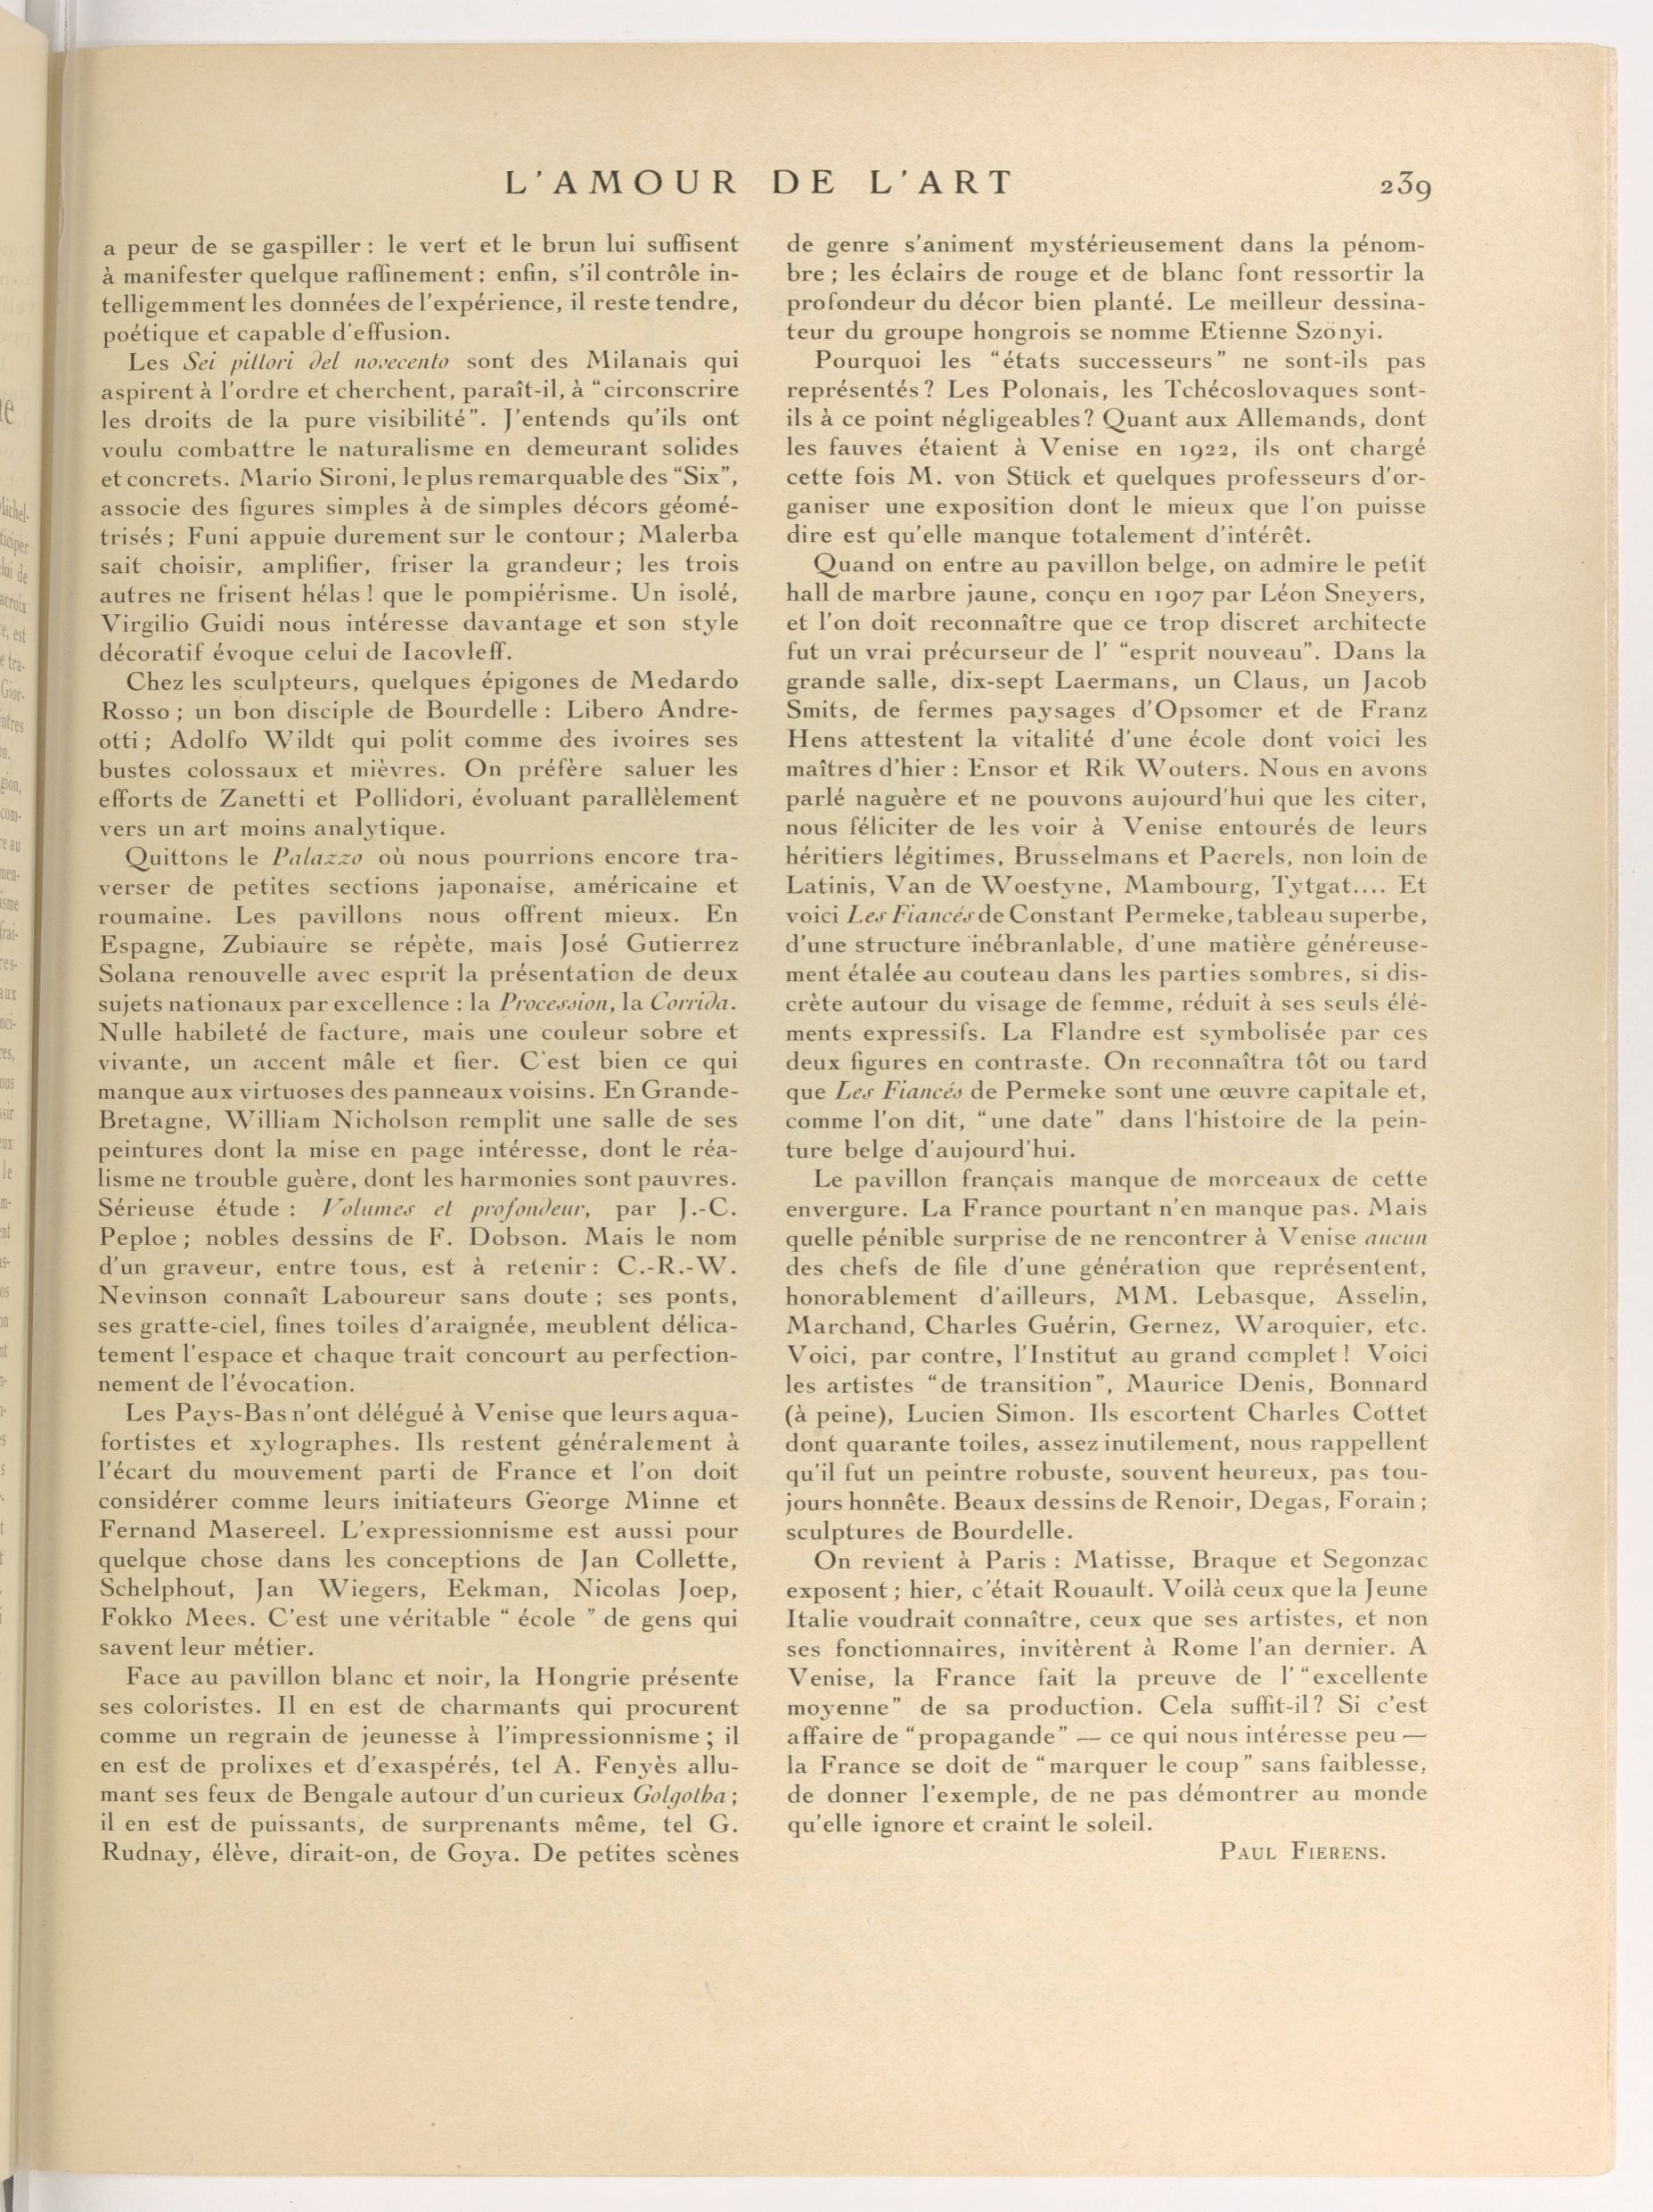 L'AMOUR DE L'ART
239
a peur de se gaspiller : le vert et le brun lui suffisent
à manifester quelque raffinement ; enfin, s'il contrôle in-
telligemment les données de l'expérience, il reste tendre,
poétique et capable d'effusion.
Les Sei pittori del novecento sont des Milanais qui
aspirent à l'ordre et cherchent, paraît-il, à "circonscrire
les droits de la pure visibilité". J'entends qu'ils ont
voulu combattre le naturalisme en demeurant solides
et concrets. Mario Sironi, le plus remarquable des "Six",
associe des figures simples à de simples décors géomé-
trisés ; Funi appuie durement sur le contour ; Malerba
sait choisir, amplifier, friser la grandeur ; les trois
autres ne frisent hélas ! que le pompiérisme. Un isolé,
Virgilio Guidi nous intéresse davantage et son style
décoratif évoque celui de Iacovleff.
Chez les sculpteurs, quelques épigones de Medardo
Rosso ; un bon disciple de Bourdelle : Libero Andre-
otti ; Adolfo Wildt qui polit comme des ivoires ses
bustes colossaux et mièvres. On préfère saluer les
efforts de Zanetti et Pollidori, évoluant parallèlement
vers un art moins analytique.
Quittons le Palazzo où nous pourrions encore tra-
verser de petites sections japonaise, américaine et
roumaine. Les pavillons nous offrent mieux. En
Espagne, Zubiaure se répète, mais José Gutierrez
Solana renouvelle avec esprit la présentation de deux
sujets nationaux par excellence : la Procession, la Corrida.
Nulle habileté de facture, mais une couleur sobre et
vivante, un accent mâle et fier. C'est bien ce qui
manque aux virtuoses des panneaux voisins. En Grande-
Bretagne, William Nicholson remplit une salle de ses
peintures dont la mise en page intéresse, dont le réa-
lisme ne trouble guère, dont les harmonies sont pauvres.
Sérieuse étude : Volumes et profondeur, par J.-C.
Peploe ; nobles dessins de F. Dobson. Mais le nom
d'un graveur, entre tous, est à retenir : C.-R.-W.
Nevinson connaît Laboureur sans doute ; ses ponts,
ses gratte-ciel, fines toiles d'araignée, meublent délica-
tement l'espace et chaque trait concourt au perfection-
nement de l'évocation.
Les Pays-Bas n'ont délégué à Venise que leurs aqua-
fortistes et xylographes. Ils restent généralement à
l'écart du mouvement parti de France et l'on doit
considérer comme leurs initiateurs George Minne et
Fernand Masereel. L'expressionnisme est aussi pour
quelque chose dans les conceptions de Jan Collette,
Schelphout, Jan Wiegers, Eekman, Nicolas Joep,
Fokko Mees. C'est une véritable " école " de gens qui
savent leur métier.
Face au pavillon blanc et noir, la Hongrie présente
ses coloristes. Il en est de charmants qui procurent
comme un regrain de jeunesse à l'impressionnisme ; il
en est de prolixes et d'exaspérés, tel A. Fenyès allu-
mant ses feux de Bengale autour d'un curieux Golgotha ;
il en est de puissants, de surprenants même, tel G.
Rudnay, élève, dirait-on, de Goya. De petites scènes
de genre s'animent mystérieusement dans la pénom-
bre ; les éclairs de rouge et de blanc font ressortir la
profondeur du décor bien planté. Le meilleur dessina-
teur du groupe hongrois se nomme Etienne Szönyi.
Pourquoi les "états successeurs" ne sont-ils pas
représentés ? Les Polonais, les Tchécoslovaques sont-
ils à ce point négligeables ? Quant aux Allemands, dont
les fauves étaient à Venise en 1922, ils ont chargé
cette fois M. von Stück et quelques professeurs d'or-
ganiser une exposition dont le mieux que l'on puisse
dire est qu'elle manque totalement d'intérêt.
Quand on entre au pavillon belge, on admire le petit
hall de marbre jaune, conçu en 1907 par Léon Sneyers,
et l'on doit reconnaître que ce trop discret architecte
fut un vrai précurseur de l' "esprit nouveau". Dans la
grande salle, dix-sept Laermans, un Claus, un Jacob
Smits, de fermes paysages d'Opsomer et de Franz
Hens attestent la vitalité d'une école dont voici les
maîtres d'hier : Ensor et Rik Wouters. Nous en avons
parlé naguère et ne pouvons aujourd'hui que les citer,
nous féliciter de les voir à Venise entourés de leurs
héritiers légitimes, Brusselmans et Paerels, non loin de
Latinis, Van de Woestyne, Mambourg, Tytgat.... Et
voici Les Fiancés de Constant Permeke, tableau superbe,
d'une structure inébranlable, d'une matière généreuse-
ment étalée au couteau dans les parties sombres, si dis-
crète autour du visage de femme, réduit à ses seuls élé-
ments expressifs. La Flandre est symbolisée par ces
deux figures en contraste. On reconnaîtra tôt ou tard
que Les Fiancés de Permeke sont une œuvre capitale et,
comme l'on dit, "une date" dans l'histoire de la pein-
ture belge d'aujourd'hui.
Le pavillon français manque de morceaux de cette
envergure. La France pourtant n'en manque pas. Mais
quelle pénible surprise de ne rencontrer à Venise aucun
des chefs de file d'une génération que représentent,
honorablement d'ailleurs, MM. Lebasque, Asselin,
Marchand, Charles Guérin, Gernez, Waroquier, etc.
Voici, par contre, l'Institut au grand complet ! Voici
les artistes "de transition", Maurice Denis, Bonnard
(à peine), Lucien Simon. Ils escortent Charles Cottet
dont quarante toiles, assez inutilement, nous rappellent
qu'il fut un peintre robuste, souvent heureux, pas tou-
jours honnête. Beaux dessins de Renoir, Degas, Forain ;
sculptures de Bourdelle.
On revient à Paris : Matisse, Braque et Segonzac
exposent ; hier, c'était Rouault. Voilà ceux que la Jeune
Italie voudrait connaître, ceux que ses artistes, et non
ses fonctionnaires, invitèrent à Rome l'an dernier. A
Venise, la France fait la preuve de l' "excellente
moyenne" de sa production. Cela suffit-il ? Si c'est
affaire de "propagande" — ce qui nous intéresse peu —
la France se doit de "marquer le coup" sans faiblesse,
de donner l'exemple, de ne pas démontrer au monde
qu'elle ignore et craint le soleil.
PAUL FIERENS.